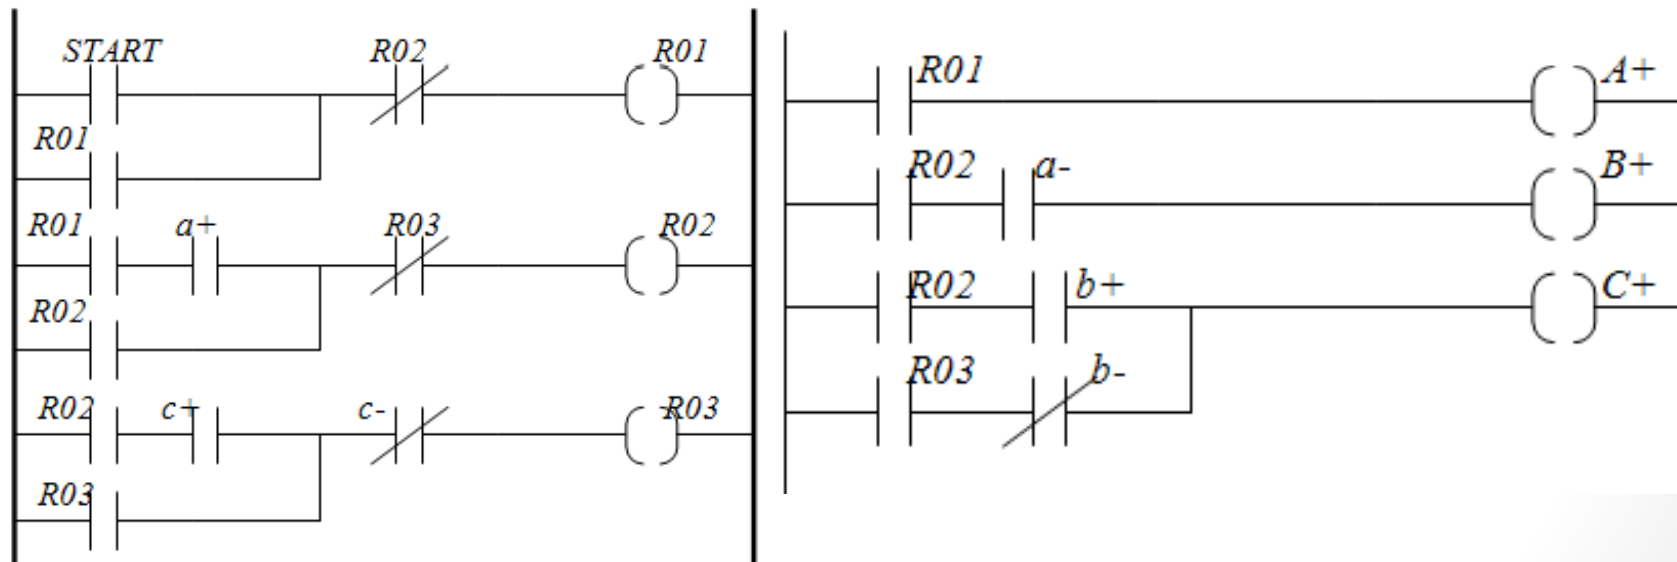 START R02 R01
R01
R01 a+ R03 R02
R02
R02 c+ c- R03
R03
R01 A+
R02 a- B+
R02 b+ C+
R03 b-